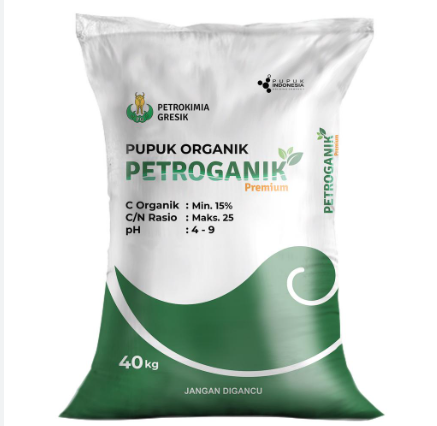 PUPUK
INDONESIA
PETROKIMIA
GRESIK
PUPUK ORGANIK
PETROGANIK
Premium
C Organik : Min. 15%
C/N Rasio : Maks. 25
pH : 4 - 9
PETROGANIK
Premium
40 kg
JANGAN DIGANCU